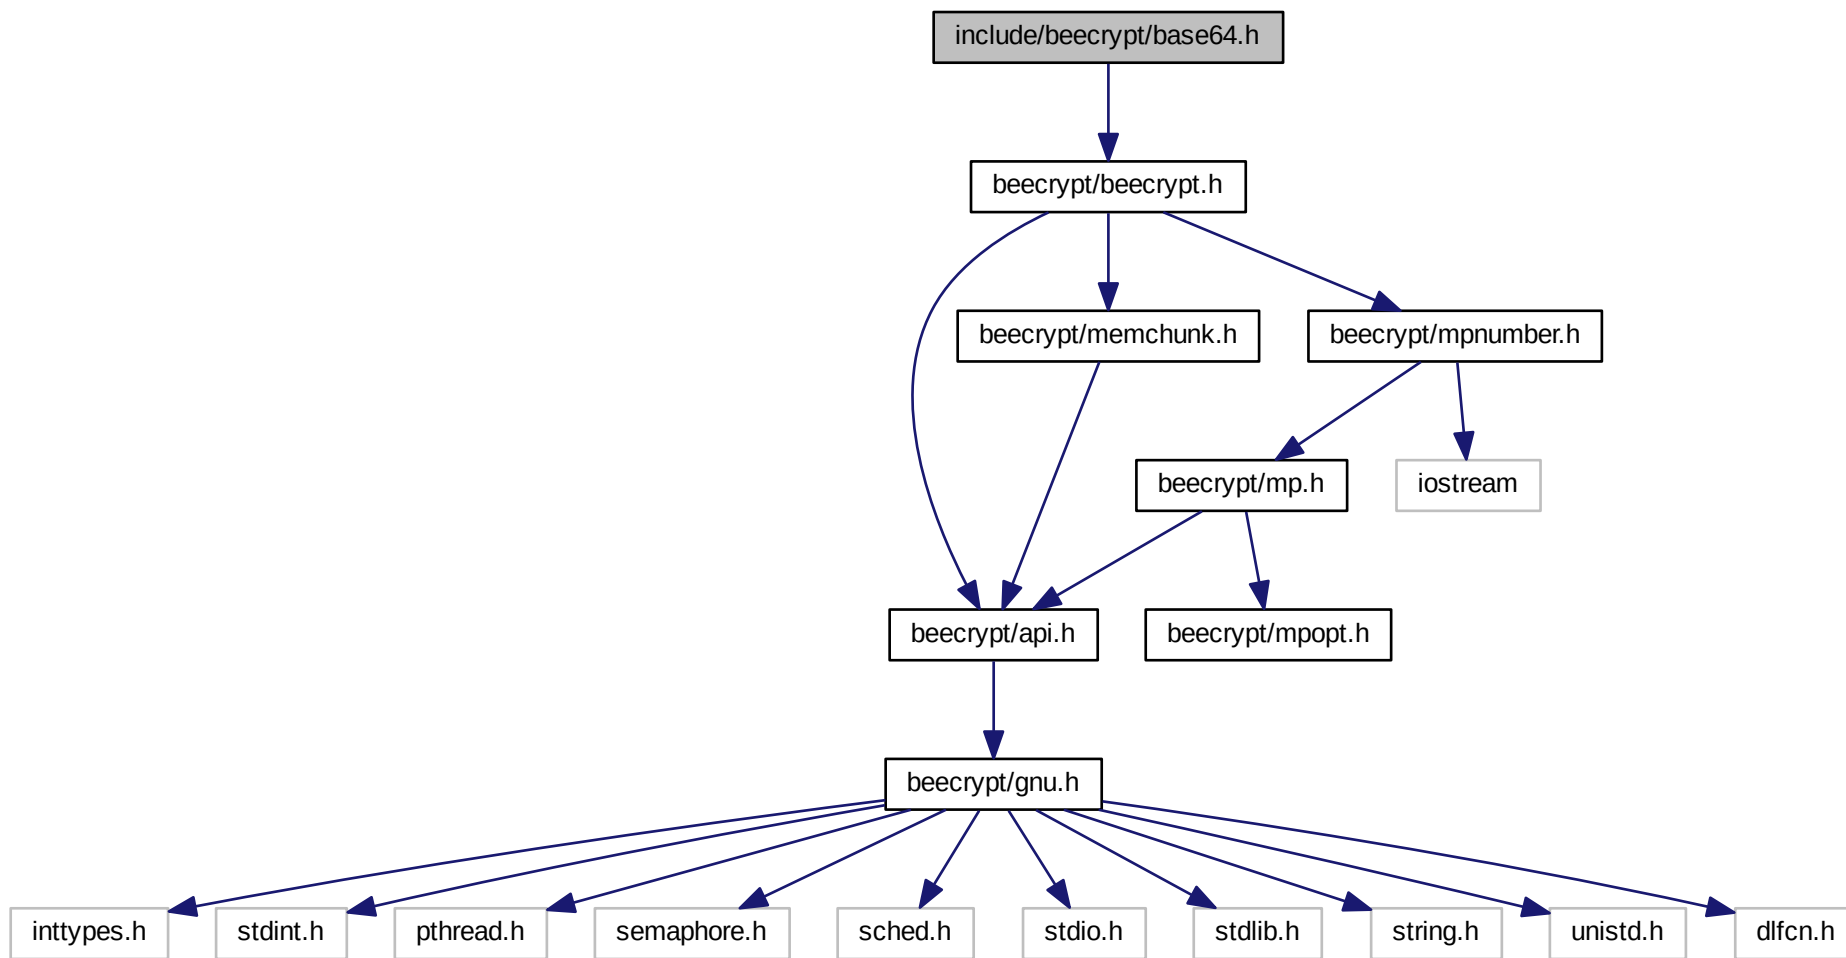 include/beecrypt/base64.h
beecrypt/beecrypt.h
beecrypt/memchunk.h
beecrypt/mpnumber.h
beecrypt/mp.h
iostream
beecrypt/api.h
beecrypt/mpopt.h
beecrypt/gnu.h
inttypes.h
stdint.h
pthread.h
semaphore.h
sched.h
stdio.h
stdlib.h
string.h
unistd.h
dlfcn.h